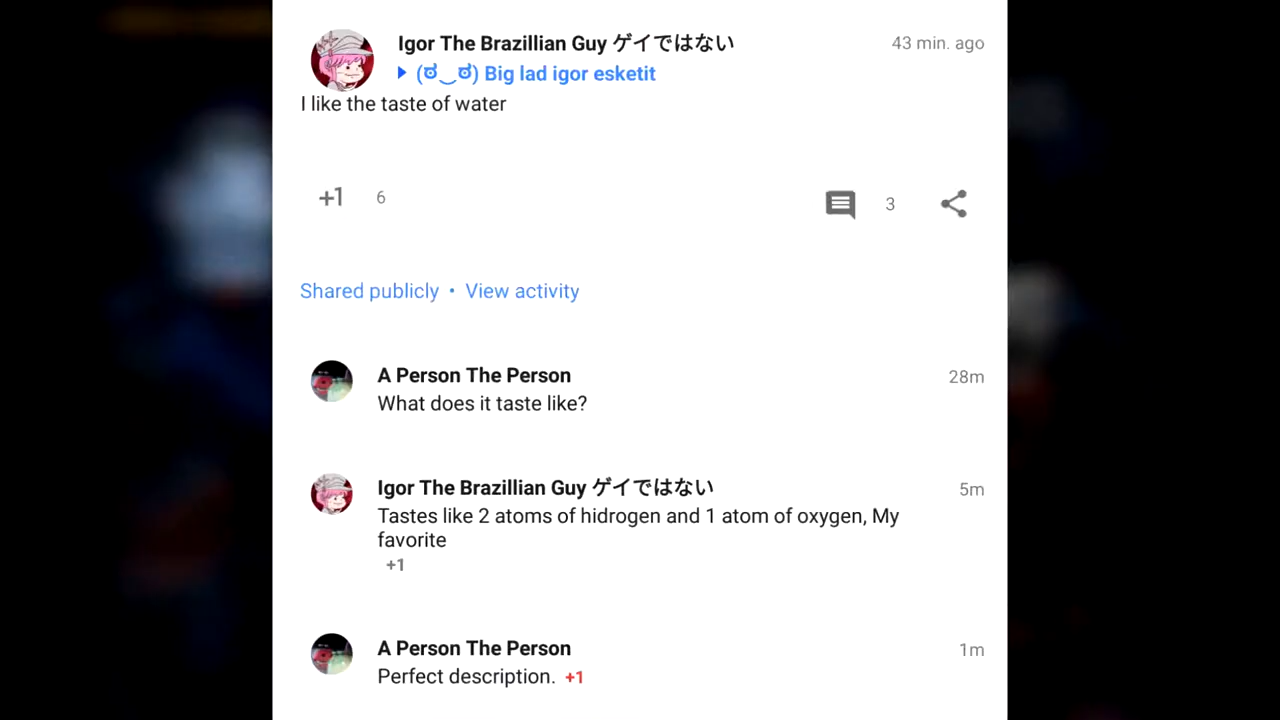 Igor The Brazillian Guy ゲイではない
43 min. ago
(ಠ‿ಠ) Big lad igor esketit
I like the taste of water
+1 6
3
Shared publicly • View activity
A Person The Person
28m
What does it taste like?
Igor The Brazillian Guy ゲイではない
5m
Tastes like 2 atoms of hidrogen and 1 atom of oxygen, My
favorite
+1
A Person The Person
1m
Perfect description. +1